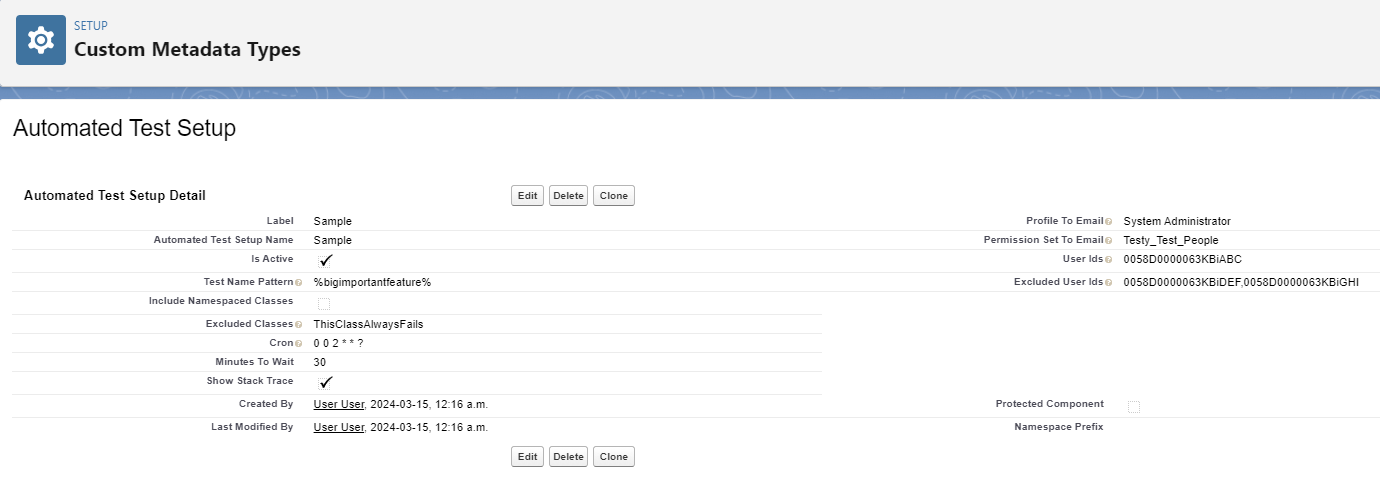 SETUP
Custom Metadata Types
Automated Test Setup
Automated Test Setup Detail Edit Delete Clone
Label Sample Profile To Email System Administrator
Automated Test Setup Name Sample Permission Set To Email Testy_Test_People
Is Active User Ids 0058D0000063KBiABC
Test Name Pattern %bigimportantfeature% Excluded User Ids 0058D0000063KBiDEF,0058D0000063KBiGHI
Include Namespaced Classes
Excluded Classes ThisClassAlwaysFails
Cron 0 0 2 * * ?
Minutes To Wait 30
Show Stack Trace
Created By User User, 2024-03-15, 12:16 a.m. Protected Component
Last Modified By User User, 2024-03-15, 12:16 a.m. Namespace Prefix
Edit Delete Clone